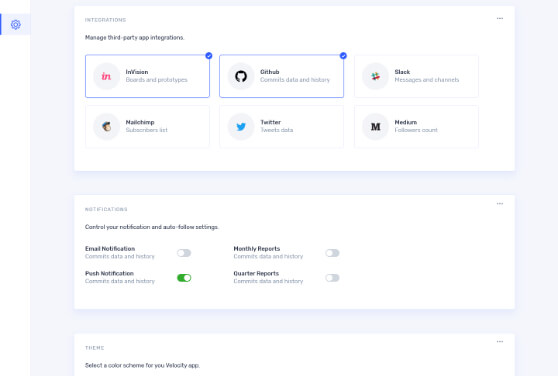 INTEGRATIONS
Manage third-party app integrations.
in
InVision
Boards and prototypes
Github
Commits data and history
Slack
Messages and channels
Mailchimp
Subscribers list
Twitter
Tweets data
M
Medium
Followers count
NOTIFICATIONS
Control your notification and auto-follow settings.
Email Notification
Commits data and history
Monthly Reports
Commits data and history
Push Notification
Commits data and history
Quarter Reports
Commits data and history
THEME
Select a color scheme for you Velocity app.